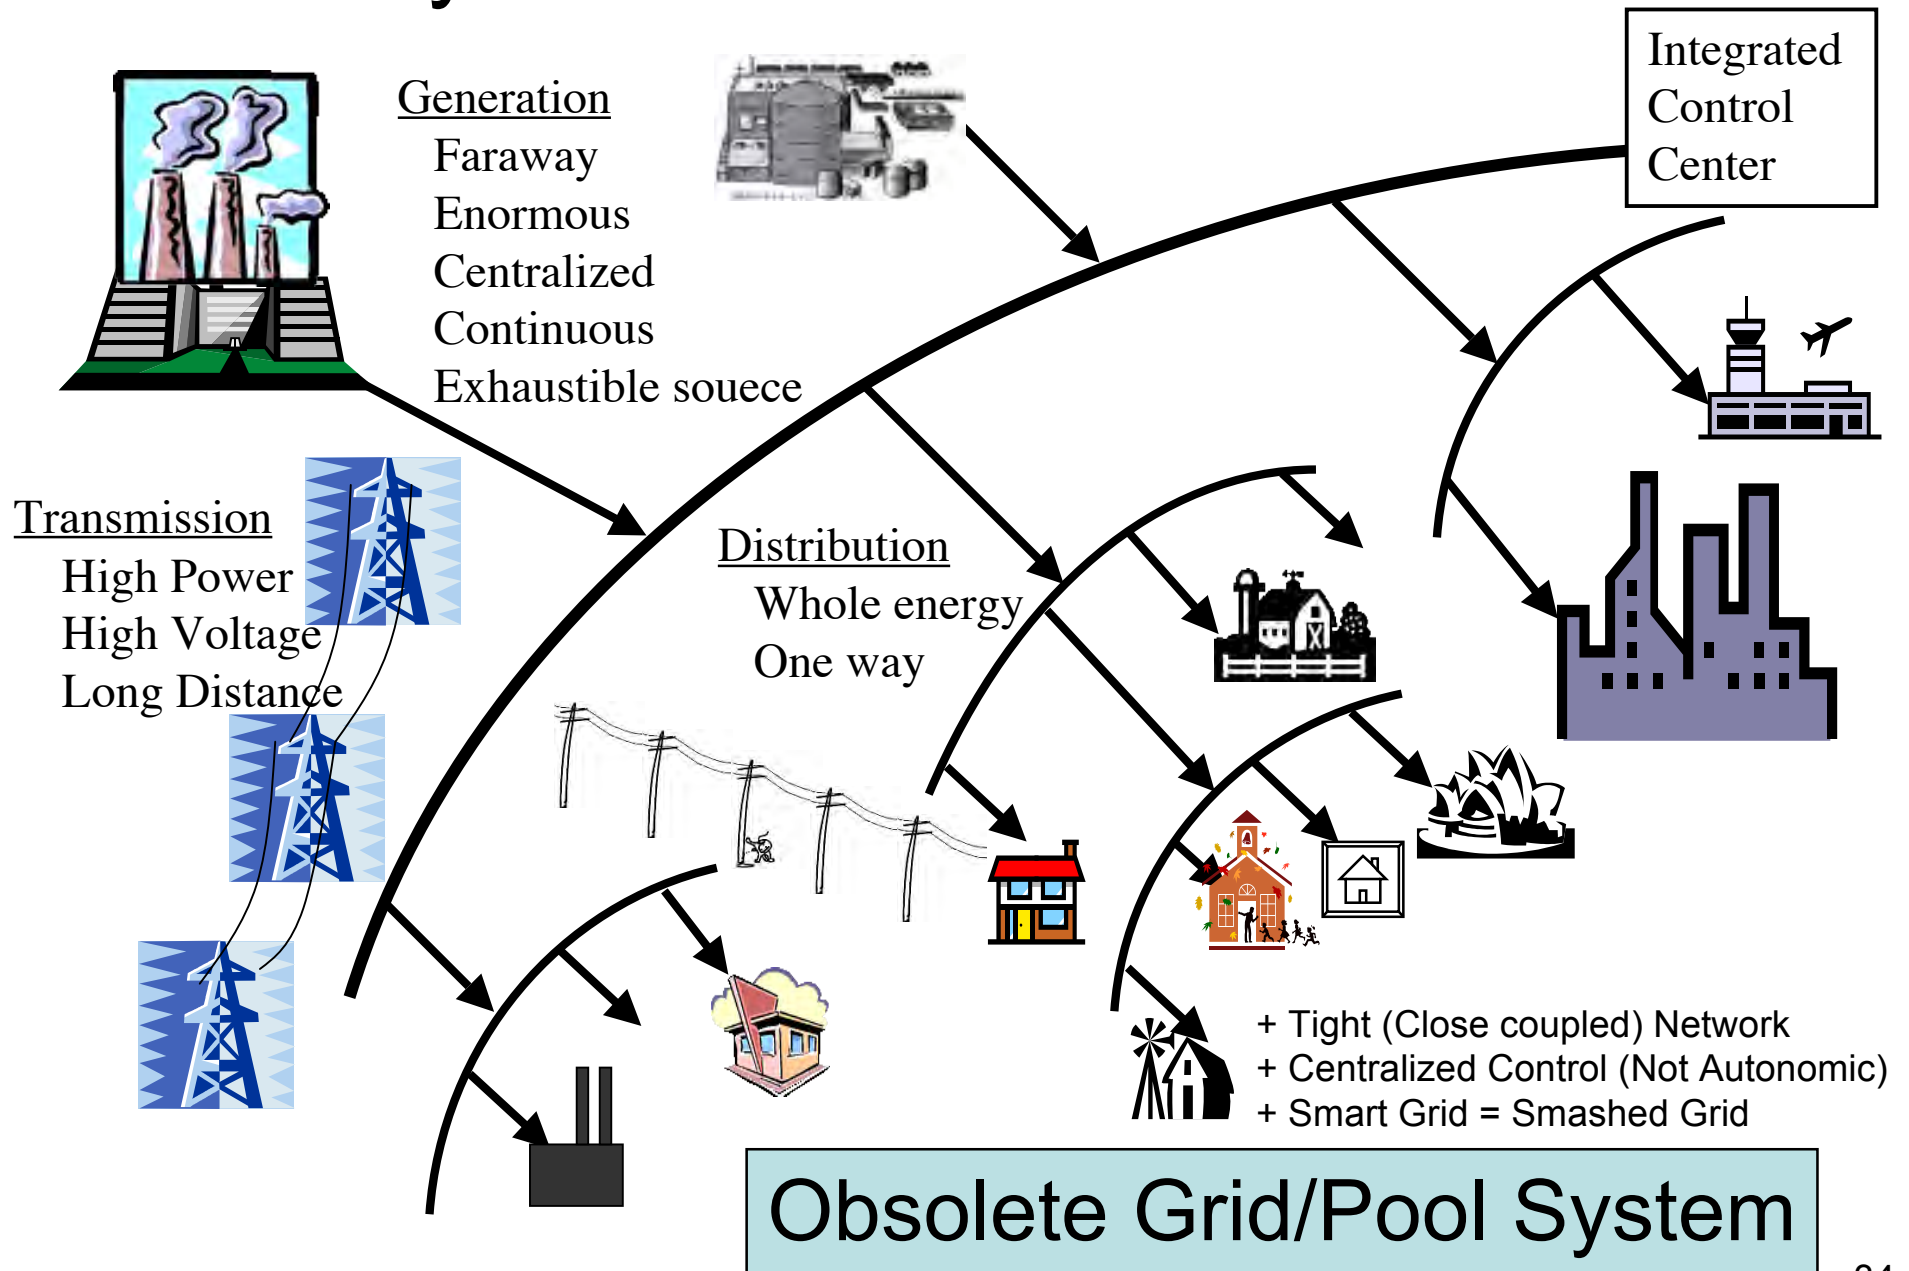 Generation
Faraway
Enormous
Centralized
Continuous
Exhaustible souece
Integrated
Control
Center
Transmission
High Power
High Voltage
Long Distance
Distribution
Whole energy
One way
+ Tight (Close coupled) Network
+ Centralized Control (Not Autonomic)
+ Smart Grid = Smashed Grid
Obsolete Grid/Pool System